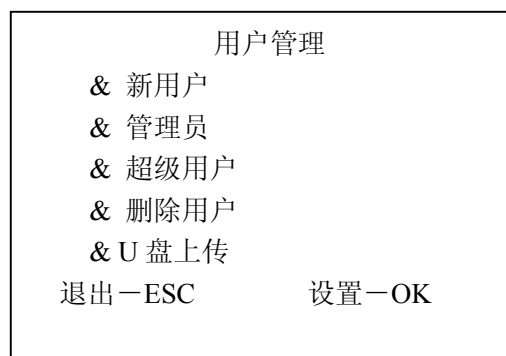 用户管理
& 新用户
& 管理员
& 超级用户
& 删除用户
& U 盘上传
退出－ESC 设置－OK